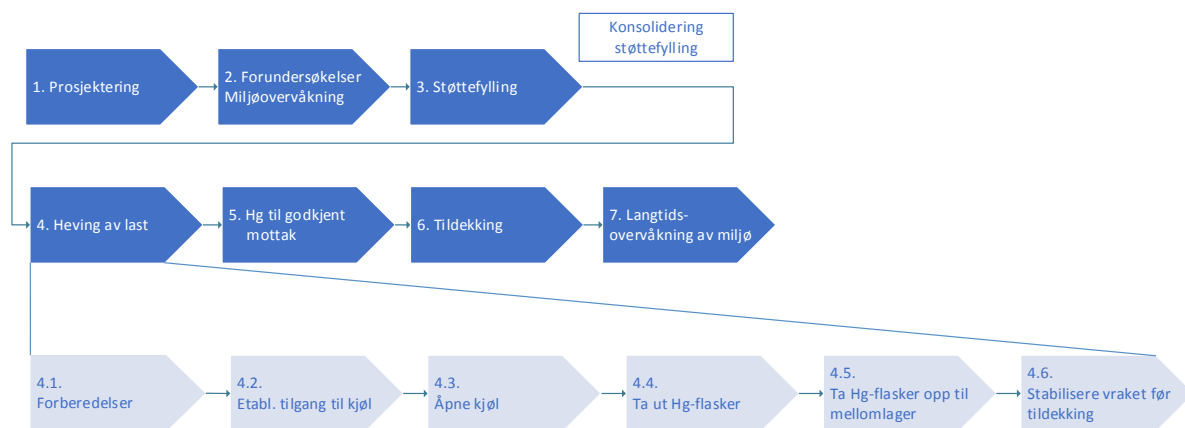 Konsolidering
støttefylling
1. Prosjektering
2. Forundersøkelser
Miljøovervåkning
3. Støttefylling
4. Heving av last
5. Hg til godkjent
mottak
6. Tildekking
7. Langtids-
overvåkning av miljø
4.1.
Forberedelser
4.2.
Etabl. tilgang til kjøl
4.3.
Åpne kjøl
4.4.
Ta ut Hg-flasker
4.5.
Ta Hg-flasker opp til
mellomlager
4.6.
Stabilisere vraket før
tildekking